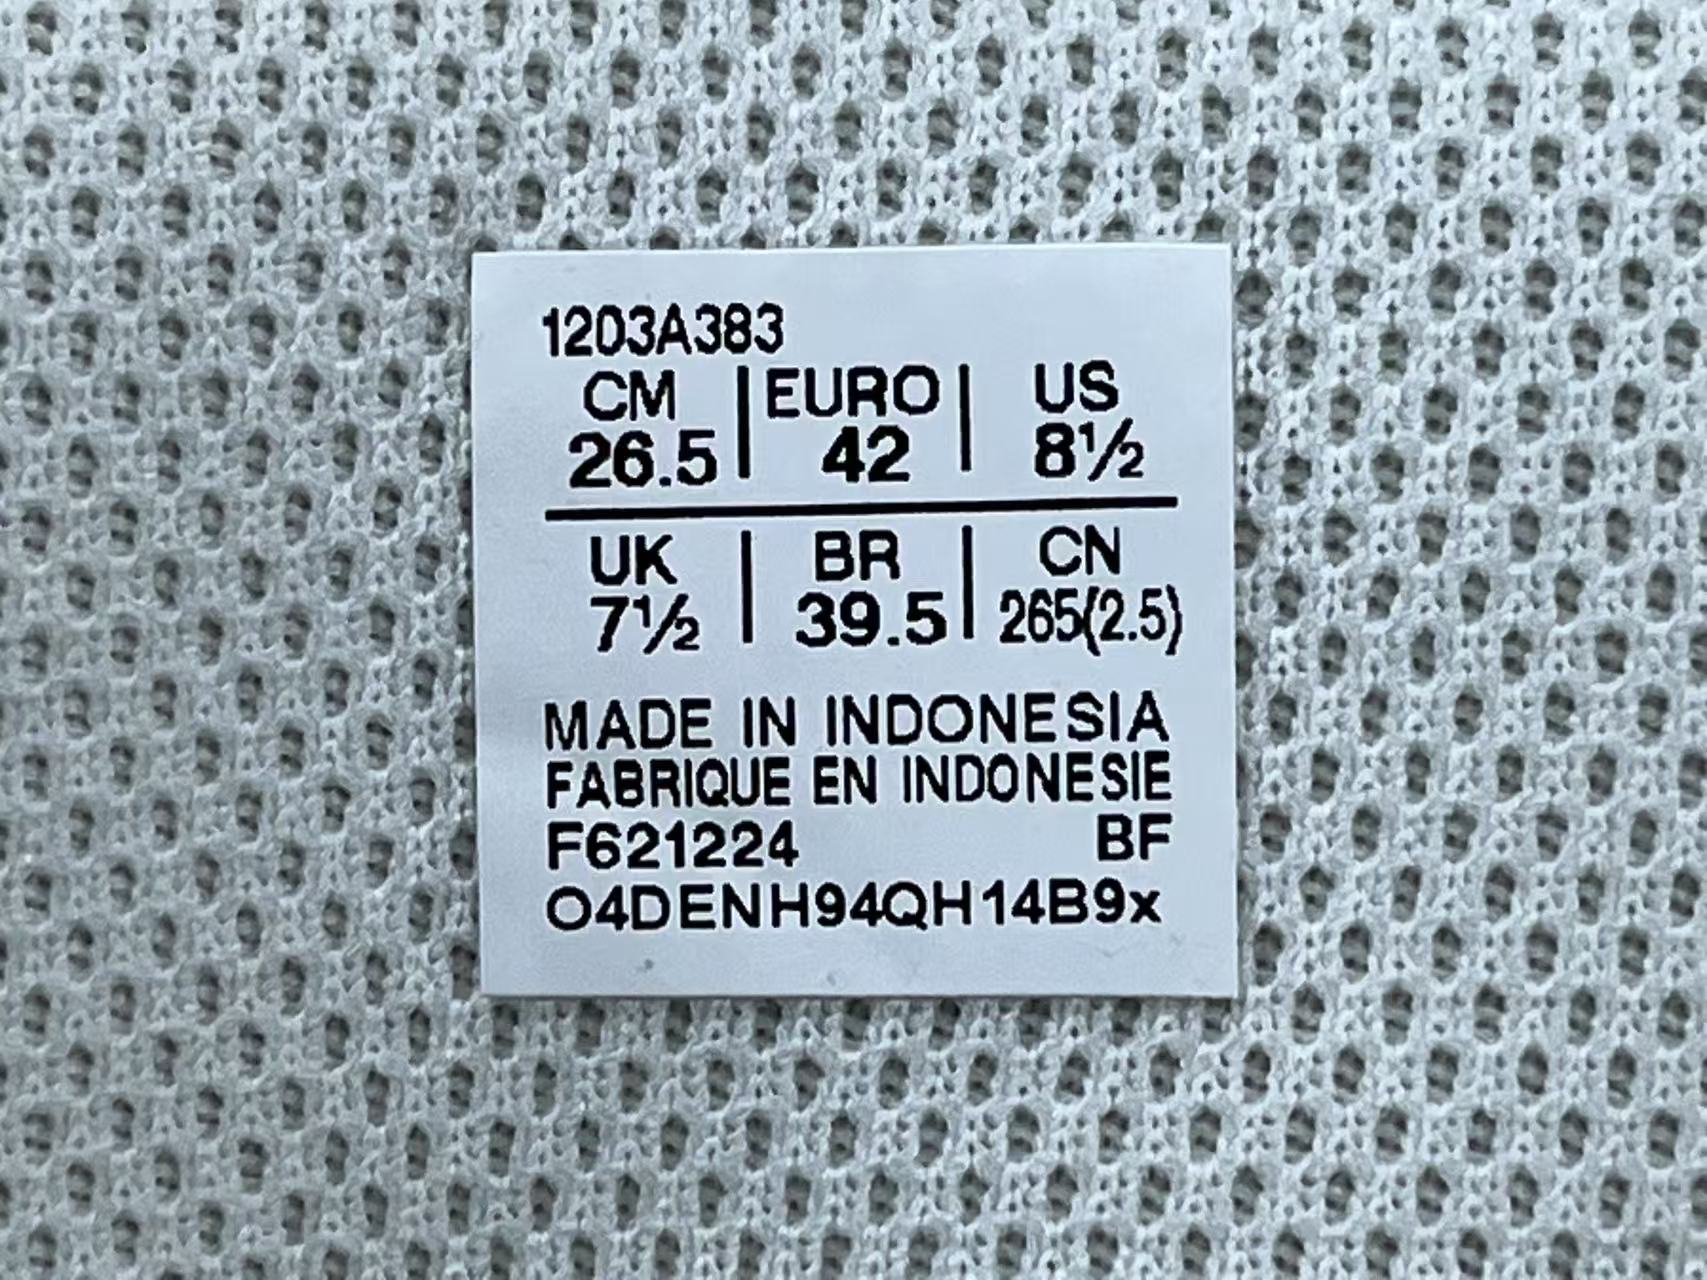 1203A383
CM | EURO | US
26.5 | 42 | 8½
UK | BR | CN
7½ | 39.5 | 265(2.5)
MADE IN INDONESIA
FABRIQUE EN INDONESIE
F621224 BF
O4DENH94QH14B9x